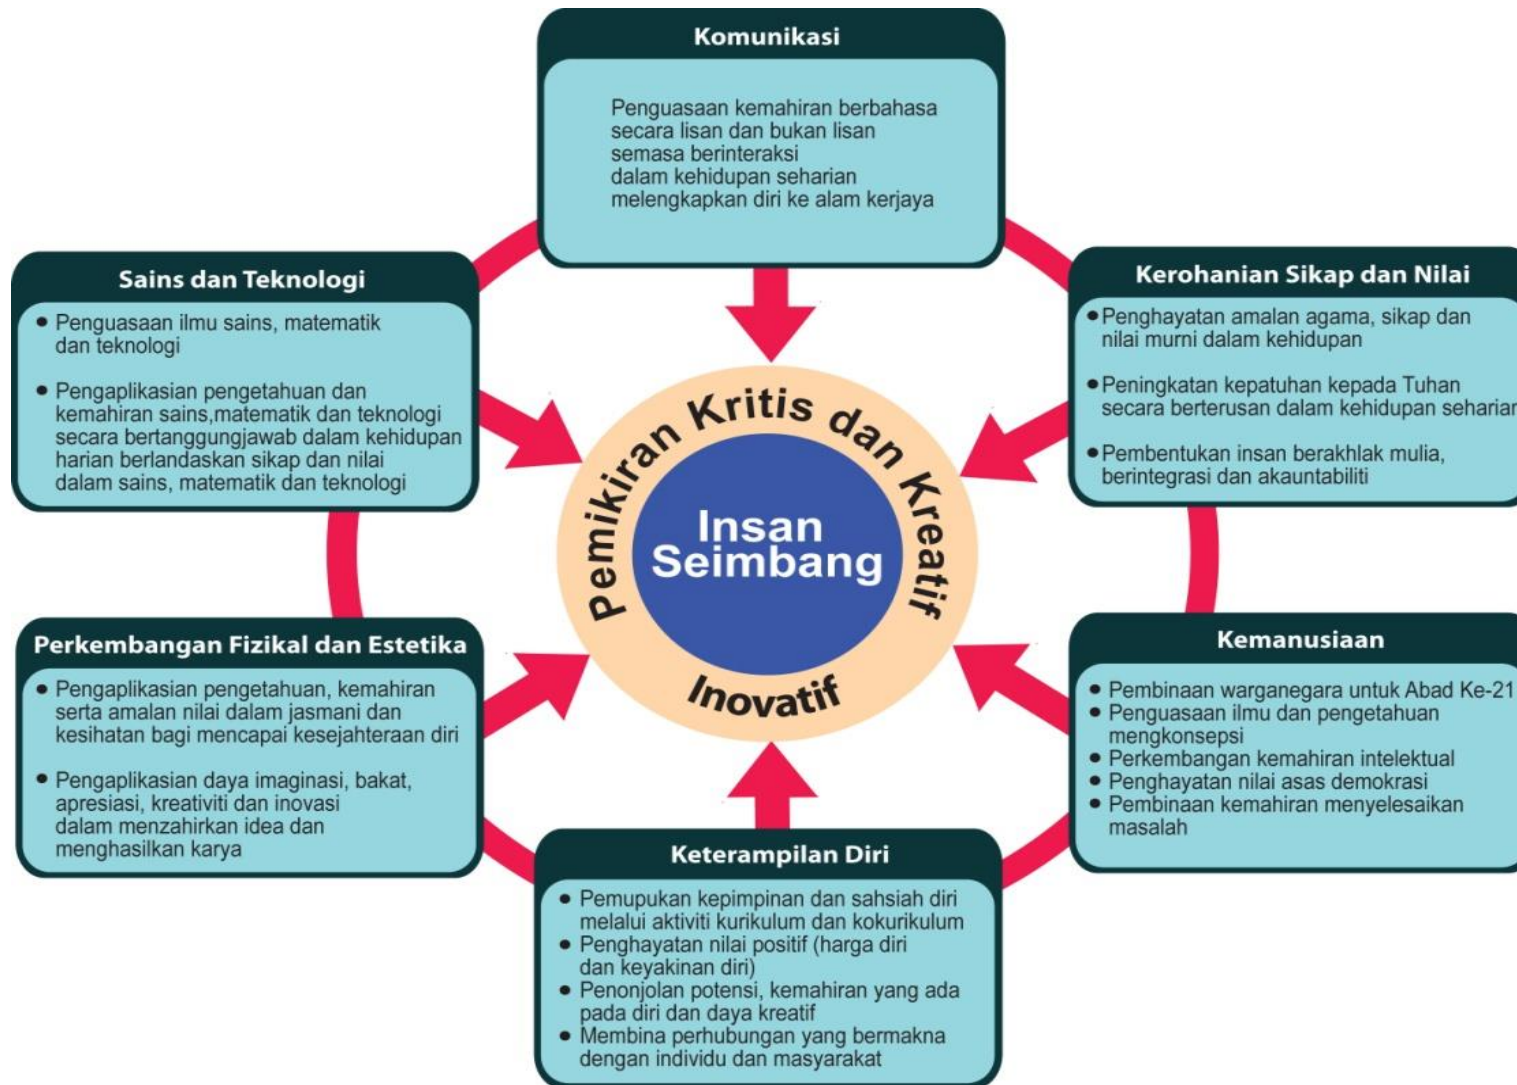 Komunikasi
Penguasaan kemahiran berbahasa
secara lisan dan bukan lisan
semasa berinteraksi
dalam kehidupan seharian
melengkapkan diri ke alam kerjaya
Sains dan Teknologi
• Penguasaan ilmu sains, matematik
dan teknologi
• Pengaplikasian pengetahuan dan
kemahiran sains,matematik dan teknologi
secara bertanggungjawab dalam kehidupan
harian berlandaskan sikap dan nilai
dalam sains, matematik dan teknologi
Kerohanian Sikap dan Nilai
• Penghayatan amalan agama, sikap dan
nilai murni dalam kehidupan
• Peningkatan kepatuhan kepada Tuhan
secara berterusan dalam kehidupan seharian
• Pembentukan insan berakhlak mulia,
berintegrasi dan akauntabiliti
Pemikiran Kritis dan Kreatif
Insan
Seimbang
Inovatif
Perkembangan Fizikal dan Estetika
• Pengaplikasian pengetahuan, kemahiran
serta amalan nilai dalam jasmani dan
kesihatan bagi mencapai kesejahteraan diri
• Pengaplikasian daya imaginasi, bakat,
apresiasi, kreativiti dan inovasi
dalam menzahirkan idea dan
menghasilkan karya
Kemanusiaan
• Pembinaan warganegara untuk Abad Ke-21
• Penguasaan ilmu dan pengetahuan
mengkonsepsi
• Perkembangan kemahiran intelektual
• Penghayatan nilai asas demokrasi
• Pembinaan kemahiran menyelesaikan
masalah
Keterampilan Diri
• Pemupukan kepimpinan dan sahsiah diri
melalui aktiviti kurikulum dan kokurikulum
• Penghayatan nilai positif (harga diri
dan keyakinan diri)
• Penonjolan potensi, kemahiran yang ada
pada diri dan daya kreatif
• Membina perhubungan yang bermakna
dengan individu dan masyarakat